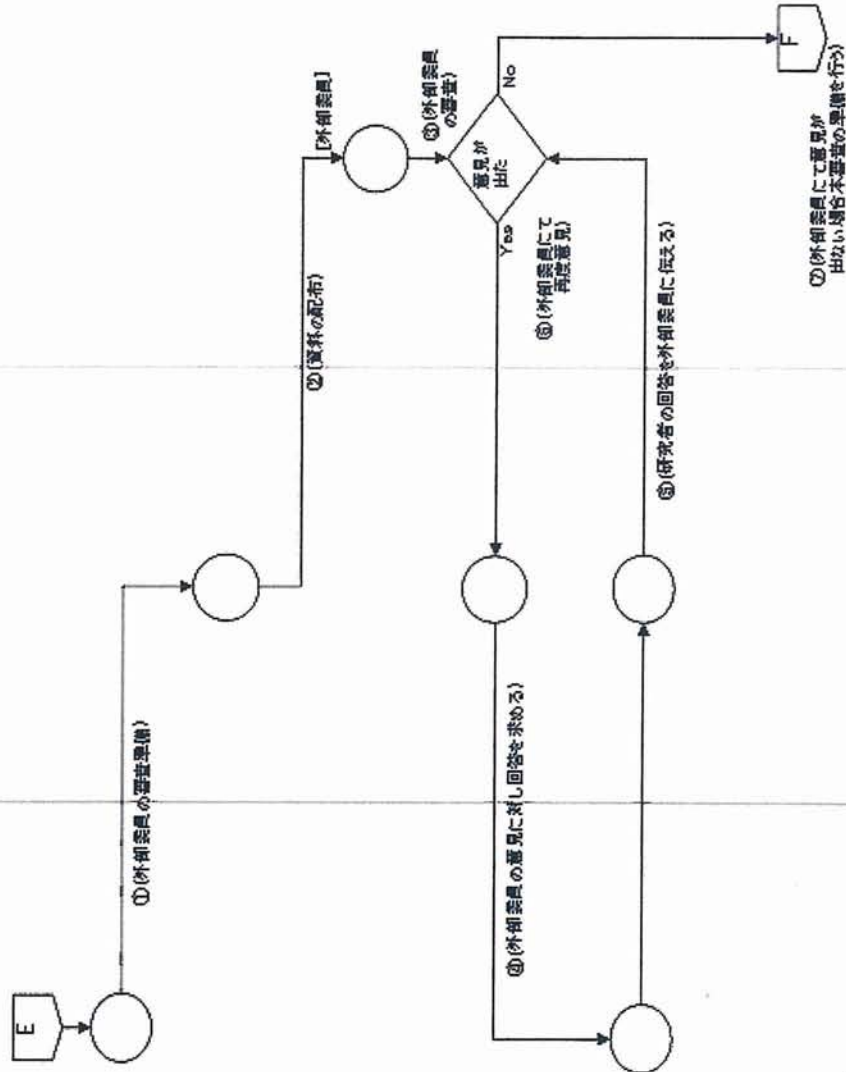 E
①(外部委員の審査準備)
②(資料の配布)
[外部委員]
③(外部委員
の審査)
意見が
出た
Yes
No
④(外部委員の意見に対し回答を求める)
⑤(研究者の回答を外部委員に伝える)
⑥(外部委員にて
再度意見)
⑦(外部委員にて意見が
出ない場合本審査の準備を行う)
F